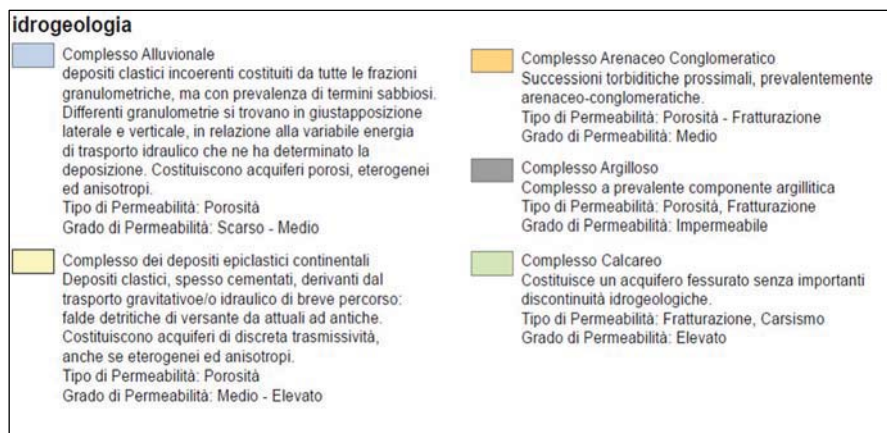 idrogeologia
Complesso Alluvionale
depositi clastici incoerenti costituiti da tutte le frazioni
granulometriche, ma con prevalenza di termini sabbiosi.
Differenti granulometrie si trovano in giustapposizione
laterale e verticale, in relazione alla variabile energia
di trasporto idraulico che ne ha determinato la
deposizione. Costituiscono acquiferi porosi, eterogenei
ed anisotropi.
Tipo di Permeabilità: Porosità
Grado di Permeabilità: Scarso - Medio
Complesso dei depositi epiclastici continentali
Depositi clastici, spesso cementati, derivanti dal
trasporto gravitativoe/o idraulico di breve percorso:
falde detritiche di versante da attuali ad antiche.
Costituiscono acquiferi di discreta trasmissività,
anche se eterogenei ed anisotropi.
Tipo di Permeabilità: Porosità
Grado di Permeabilità: Medio - Elevato
Complesso Arenaceo Conglomeratico
Successioni torbiditiche prossimali, prevalentemente
arenaceo-conglomeratiche.
Tipo di Permeabilità: Porosità - Fratturazione
Grado di Permeabilità: Medio
Complesso Argilloso
Complesso a prevalente componente argillitica
Tipo di Permeabilità: Porosità, Fratturazione
Grado di Permeabilità: Impermeabile
Complesso Calcareo
Costituisce un acquifero fessurato senza importanti
discontinuità idrogeologiche.
Tipo di Permeabilità: Fratturazione, Carsismo
Grado di Permeabilità: Elevato